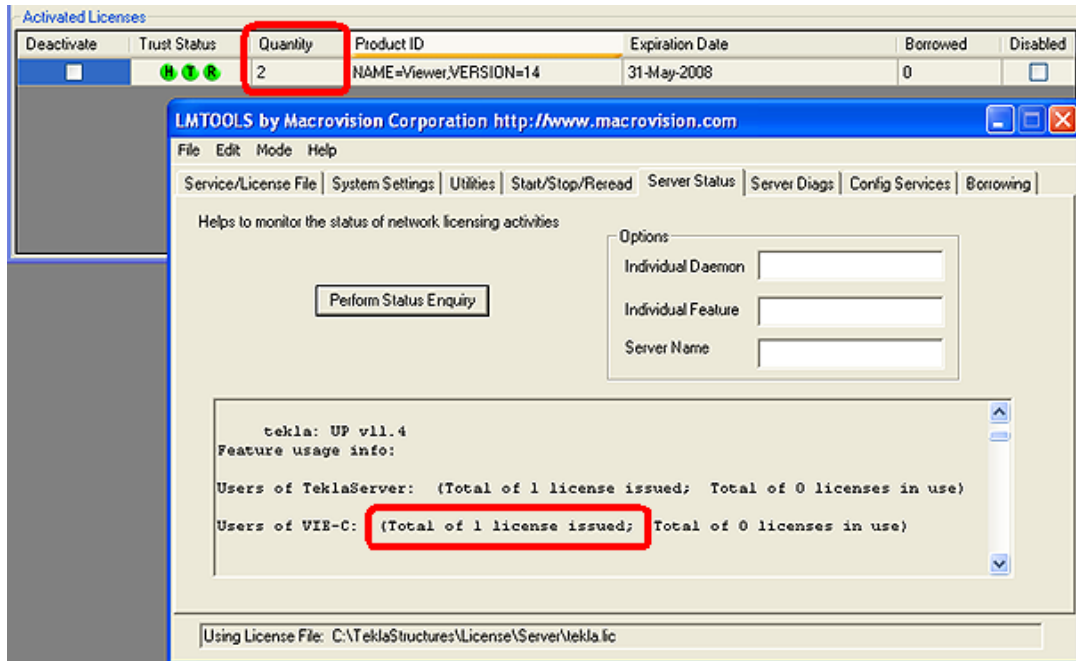 Activated Licenses
Deactivate Trust Status Quantity Product ID Expiration Date Borrowed Disabled
H T R 2 NAME=Viewer,VERSION=14 31-May-2008 0
LMTOOLS by Macrovision Corporation http://www.macrovision.com
File Edit Mode Help
Service/License File System Settings Utilities Start/Stop/Reread Server Status Server Diags Config Services Borrowing
Helps to monitor the status of network licensing activities
Options
Individual Daemon
Perform Status Enquiry
Individual Feature
Server Name
tekla: UP v11.4
Feature usage info:
Users of TeklaServer: (Total of 1 license issued; Total of 0 licenses in use)
Users of VIE-C: (Total of 1 license issued; Total of 0 licenses in use)
Using License File: C:\TeklaStructures\License\Server\tekla.lic